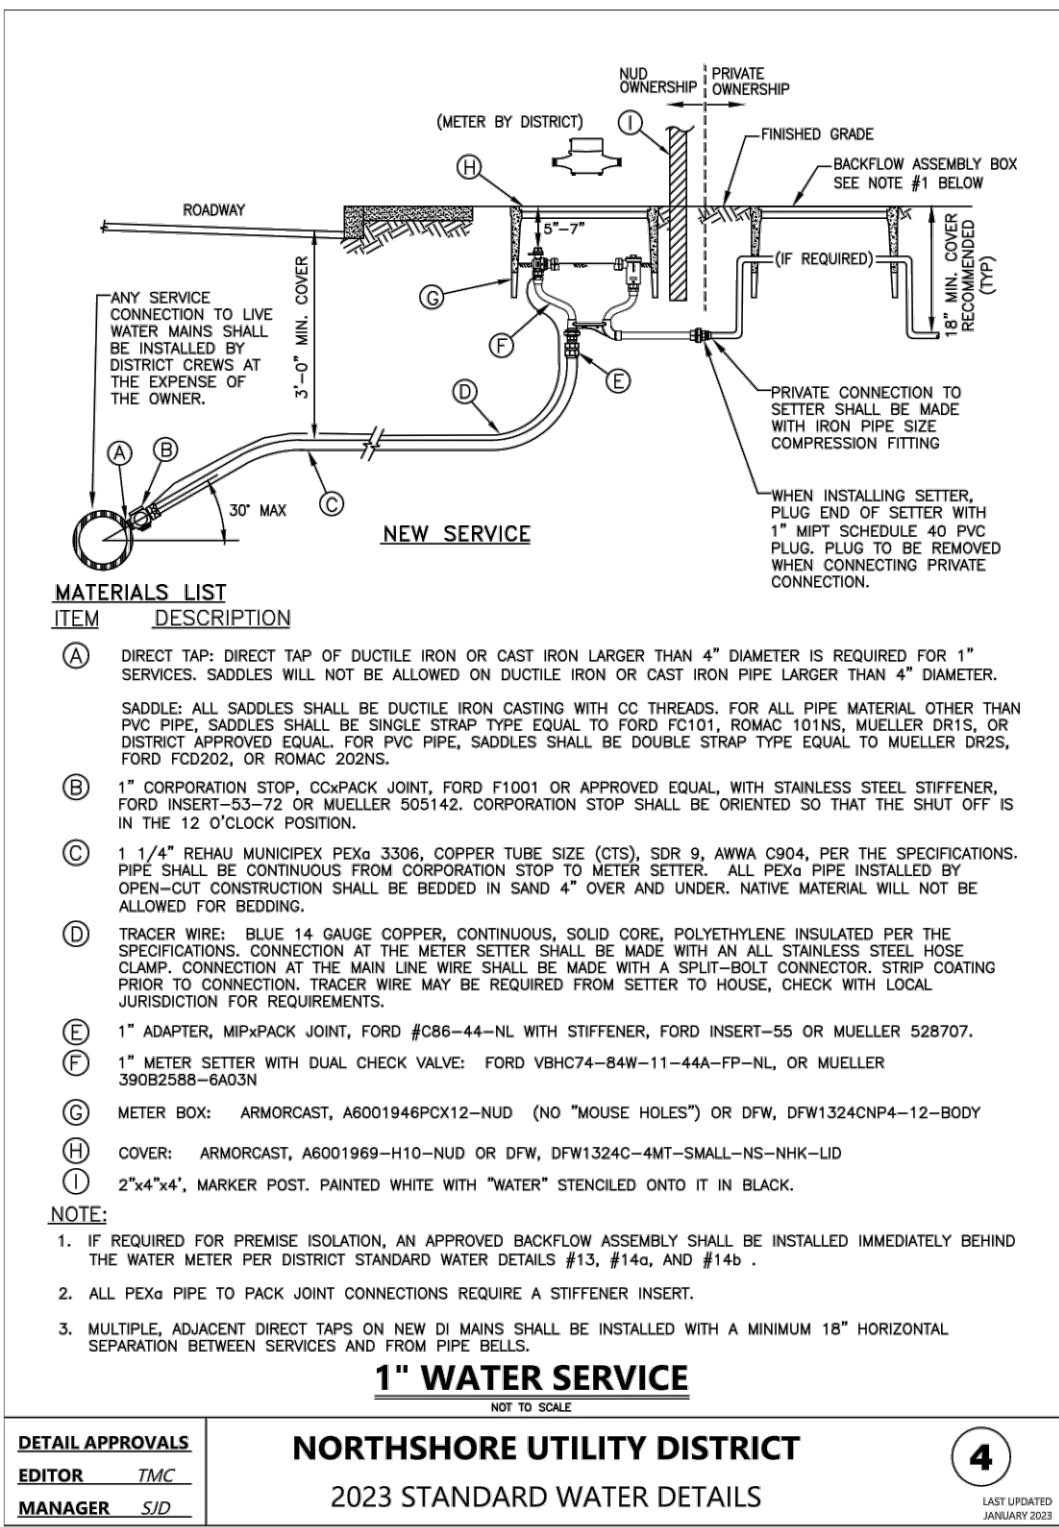 NUD
OWNERSHIP
PRIVATE
OWNERSHIP
(METER BY DISTRICT)
I
FINISHED GRADE
H
BACKFLOW ASSEMBLY BOX
SEE NOTE #1 BELOW
ROADWAY
5"-7"
(IF REQUIRED)
18" MIN. COVER
RECOMMENDED
(TYP)
3'-0" MIN. COVER
G
ANY SERVICE
CONNECTION TO LIVE
WATER MAINS SHALL
BE INSTALLED BY
DISTRICT CREWS AT
THE EXPENSE OF
THE OWNER.
F
E
D
PRIVATE CONNECTION TO
SETTER SHALL BE MADE
WITH IRON PIPE SIZE
COMPRESSION FITTING
A
B
C
30° MAX
NEW SERVICE
WHEN INSTALLING SETTER,
PLUG END OF SETTER WITH
1" MIPT SCHEDULE 40 PVC
PLUG. PLUG TO BE REMOVED
WHEN CONNECTING PRIVATE
CONNECTION.
MATERIALS LIST
ITEM DESCRIPTION
A DIRECT TAP: DIRECT TAP OF DUCTILE IRON OR CAST IRON LARGER THAN 4" DIAMETER IS REQUIRED FOR 1"
SERVICES. SADDLES WILL NOT BE ALLOWED ON DUCTILE IRON OR CAST IRON PIPE LARGER THAN 4" DIAMETER.
SADDLE: ALL SADDLES SHALL BE DUCTILE IRON CASTING WITH CC THREADS. FOR ALL PIPE MATERIAL OTHER THAN
PVC PIPE, SADDLES SHALL BE SINGLE STRAP TYPE EQUAL TO FORD FC101, ROMAC 101NS, MUELLER DR1S, OR
DISTRICT APPROVED EQUAL. FOR PVC PIPE, SADDLES SHALL BE DOUBLE STRAP TYPE EQUAL TO MUELLER DR2S,
FORD FCD202, OR ROMAC 202NS.
B 1" CORPORATION STOP, CCxPACK JOINT, FORD F1001 OR APPROVED EQUAL, WITH STAINLESS STEEL STIFFENER,
FORD INSERT-53-72 OR MUELLER 505142. CORPORATION STOP SHALL BE ORIENTED SO THAT THE SHUT OFF IS
IN THE 12 O'CLOCK POSITION.
C 1 1/4" REHAU MUNICIPEX PEXa 3306, COPPER TUBE SIZE (CTS), SDR 9, AWWA C904, PER THE SPECIFICATIONS.
PIPE SHALL BE CONTINUOUS FROM CORPORATION STOP TO METER SETTER. ALL PEXa PIPE INSTALLED BY
OPEN-CUT CONSTRUCTION SHALL BE BEDDED IN SAND 4" OVER AND UNDER. NATIVE MATERIAL WILL NOT BE
ALLOWED FOR BEDDING.
D TRACER WIRE: BLUE 14 GAUGE COPPER, CONTINUOUS, SOLID CORE, POLYETHYLENE INSULATED PER THE
SPECIFICATIONS. CONNECTION AT THE METER SETTER SHALL BE MADE WITH AN ALL STAINLESS STEEL HOSE
CLAMP. CONNECTION AT THE MAIN LINE WIRE SHALL BE MADE WITH A SPLIT-BOLT CONNECTOR. STRIP COATING
PRIOR TO CONNECTION. TRACER WIRE MAY BE REQUIRED FROM SETTER TO HOUSE, CHECK WITH LOCAL
JURISDICTION FOR REQUIREMENTS.
E 1" ADAPTER, MIPxPACK JOINT, FORD #C86-44-NL WITH STIFFENER, FORD INSERT-55 OR MUELLER 528707.
F 1" METER SETTER WITH DUAL CHECK VALVE: FORD VBHC74-84W-11-44A-FP-NL, OR MUELLER
390B2588-6A03N
G METER BOX: ARMORCAST, A6001946PCX12-NUD (NO "MOUSE HOLES") OR DFW, DFW1324CNP4-12-BODY
H COVER: ARMORCAST, A6001969-H10-NUD OR DFW, DFW1324C-4MT-SMALL-NS-NHK-LID
I 2"x4"x4', MARKER POST. PAINTED WHITE WITH "WATER" STENCILED ONTO IT IN BLACK.
NOTE:
1. IF REQUIRED FOR PREMISE ISOLATION, AN APPROVED BACKFLOW ASSEMBLY SHALL BE INSTALLED IMMEDIATELY BEHIND
THE WATER METER PER DISTRICT STANDARD WATER DETAILS #13, #14a, AND #14b .
2. ALL PEXa PIPE TO PACK JOINT CONNECTIONS REQUIRE A STIFFENER INSERT.
3. MULTIPLE, ADJACENT DIRECT TAPS ON NEW DI MAINS SHALL BE INSTALLED WITH A MINIMUM 18" HORIZONTAL
SEPARATION BETWEEN SERVICES AND FROM PIPE BELLS.
1" WATER SERVICE
NOT TO SCALE
DETAIL APPROVALS
EDITOR TMC
MANAGER SJD
NORTHSHORE UTILITY DISTRICT
2023 STANDARD WATER DETAILS
4
LAST UPDATED
JANUARY 2023